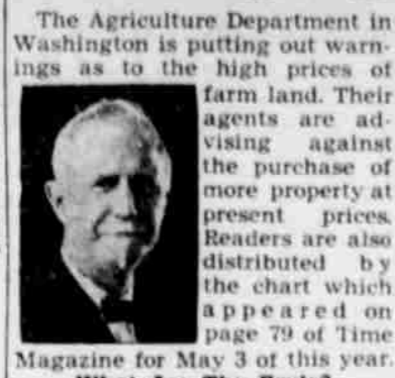 The Agriculture Department in
Washington is putting out warn-
ings as to the high prices of
farm land. Their
agents are ad-
vising against
the purchase of
more property at
present prices.
Readers are also
distributed by
the chart which
appeared on
page 79 of Time
Magazine for May 3 of this year.